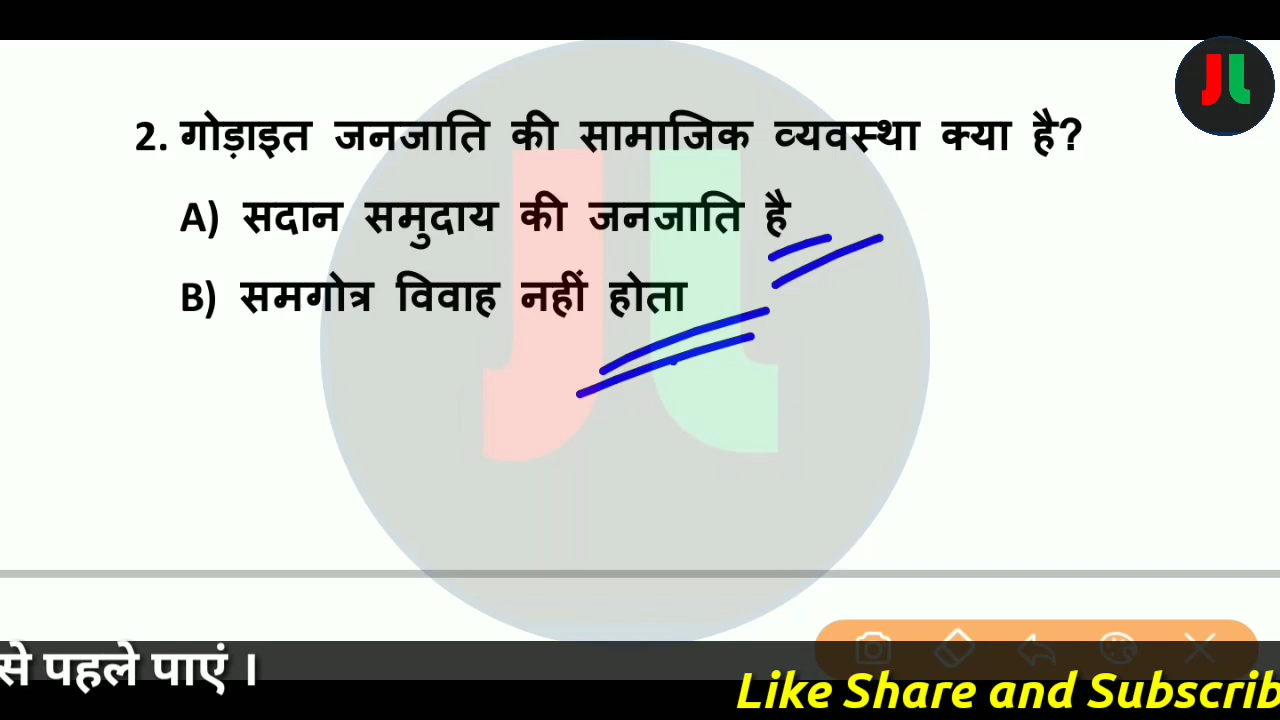 2. गोड़ाइत जनजाति की सामाजिक व्यवस्था क्या है?
A) सदान समुदाय की जनजाति है
B) समगोत्र विवाह नहीं होता
से पहले पाएं ।
Like Share and Subscrib